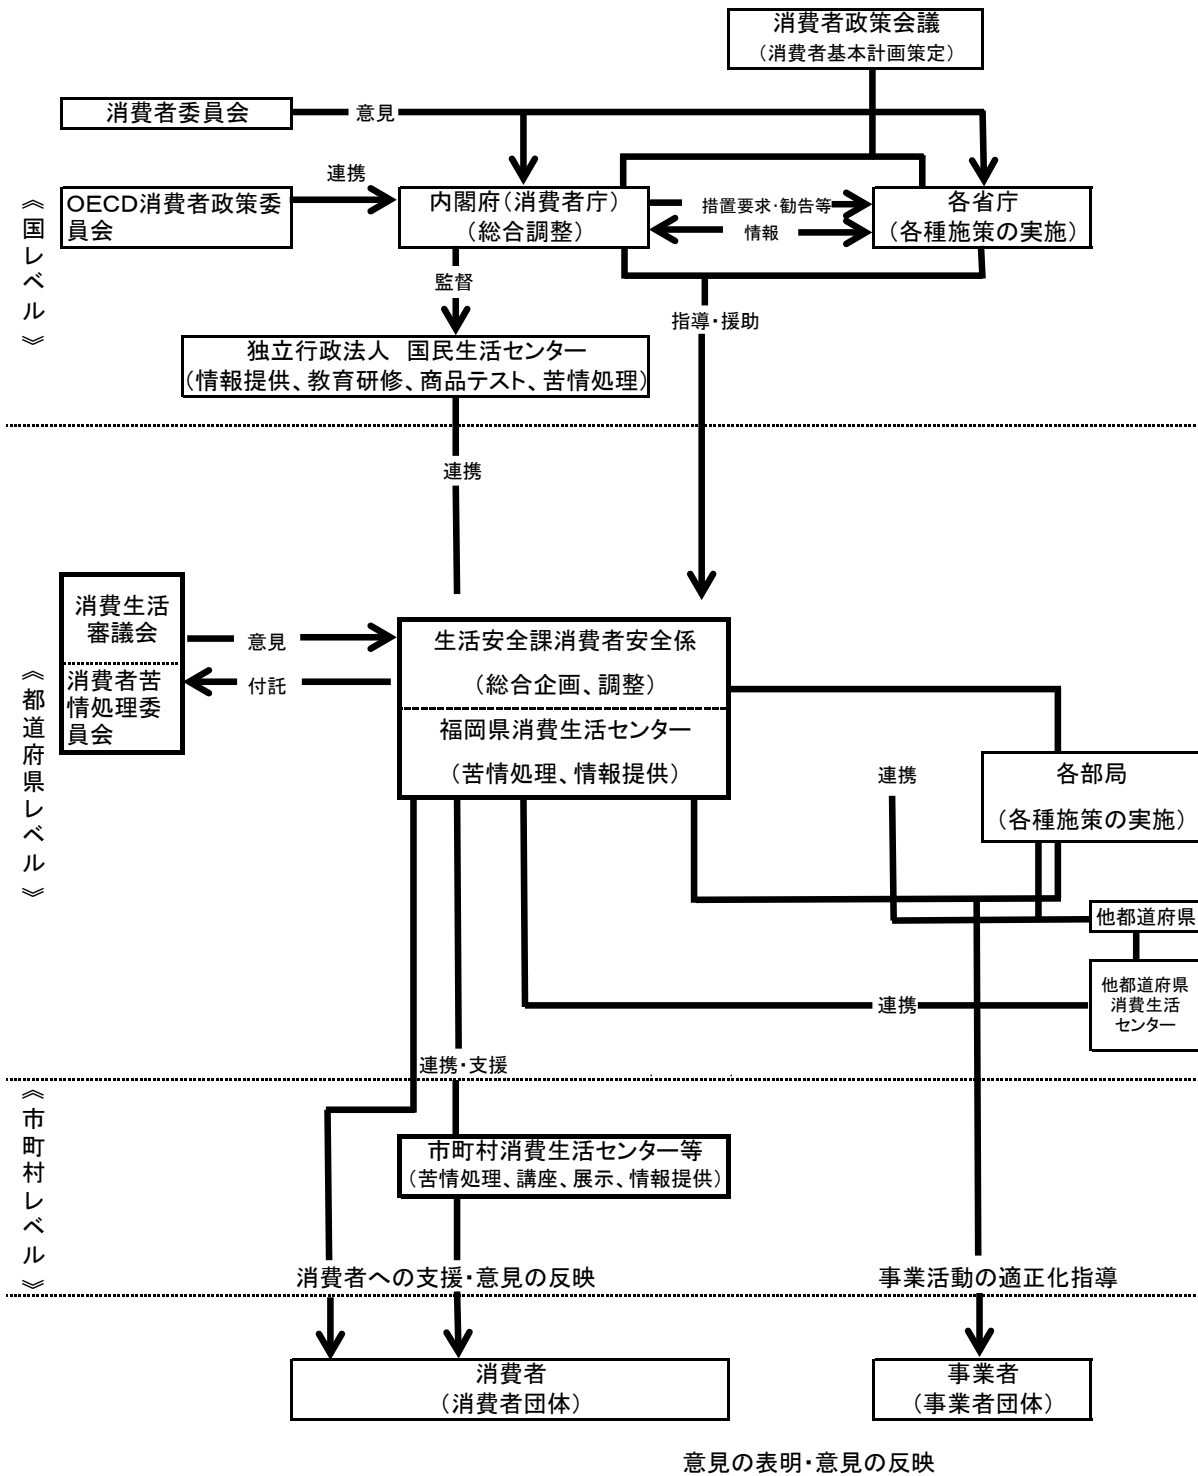 消費者政策会議
（消費者基本計画策定）
消費者委員会
意見
連携
OECD消費者政策委
員会
内閣府（消費者庁）
（総合調整）
措置要求・勧告等
情報
各省庁
（各種施策の実施）
《国レベル》
監督
指導・援助
独立行政法人　国民生活センター
（情報提供、教育研修、商品テスト、苦情処理）
連携
消費生活
審議会
消費者苦
情処理委
員会
意見
付託
生活安全課消費者安全係
（総合企画、調整）
福岡県消費生活センター
（苦情処理、情報提供）
《都道府県レベル》
連携
各部局
（各種施策の実施）
他都道府県
他都道府県
消費生活
センター
連携
連携・支援
《市町村レベル》
市町村消費生活センター等
（苦情処理、講座、展示、情報提供）
消費者への支援・意見の反映
事業活動の適正化指導
消費者
（消費者団体）
事業者
（事業者団体）
意見の表明・意見の反映